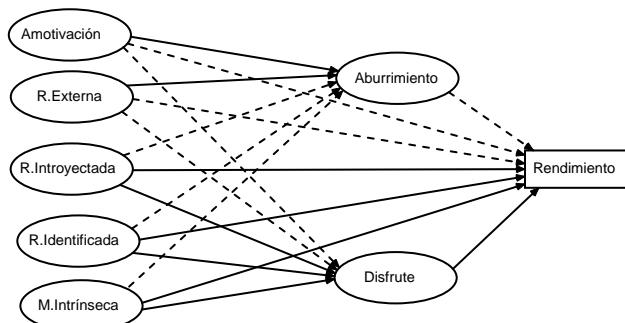 Amotivación
Aburrimiento
R.Externa
R.Introyectada
Rendimiento
R.Identificada
Disfrute
M.Intrínseca